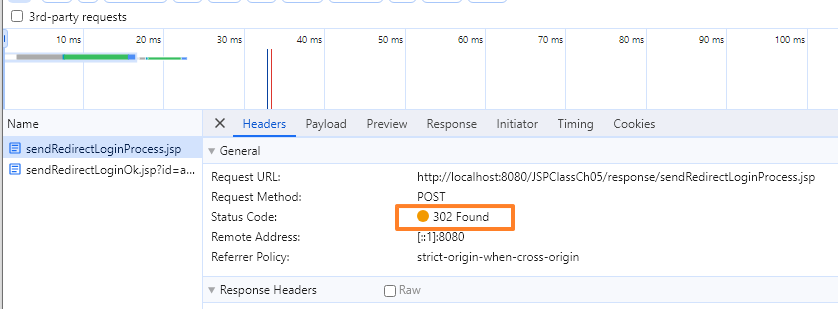 3rd-party requests
10 ms 20 ms 30 ms 40 ms 50 ms 60 ms 70 ms 80 ms 90 ms 100 ms
Name
sendRedirectLoginProcess.jsp
sendRedirectLoginOk.jsp?id=a...
Headers Payload Preview Response Initiator Timing Cookies
General
Request URL: http://localhost:8080/JSPClassCh05/response/sendRedirectLoginProcess.jsp
Request Method: POST
Status Code: 302 Found
Remote Address: [::1]:8080
Referrer Policy: strict-origin-when-cross-origin
Response Headers Raw